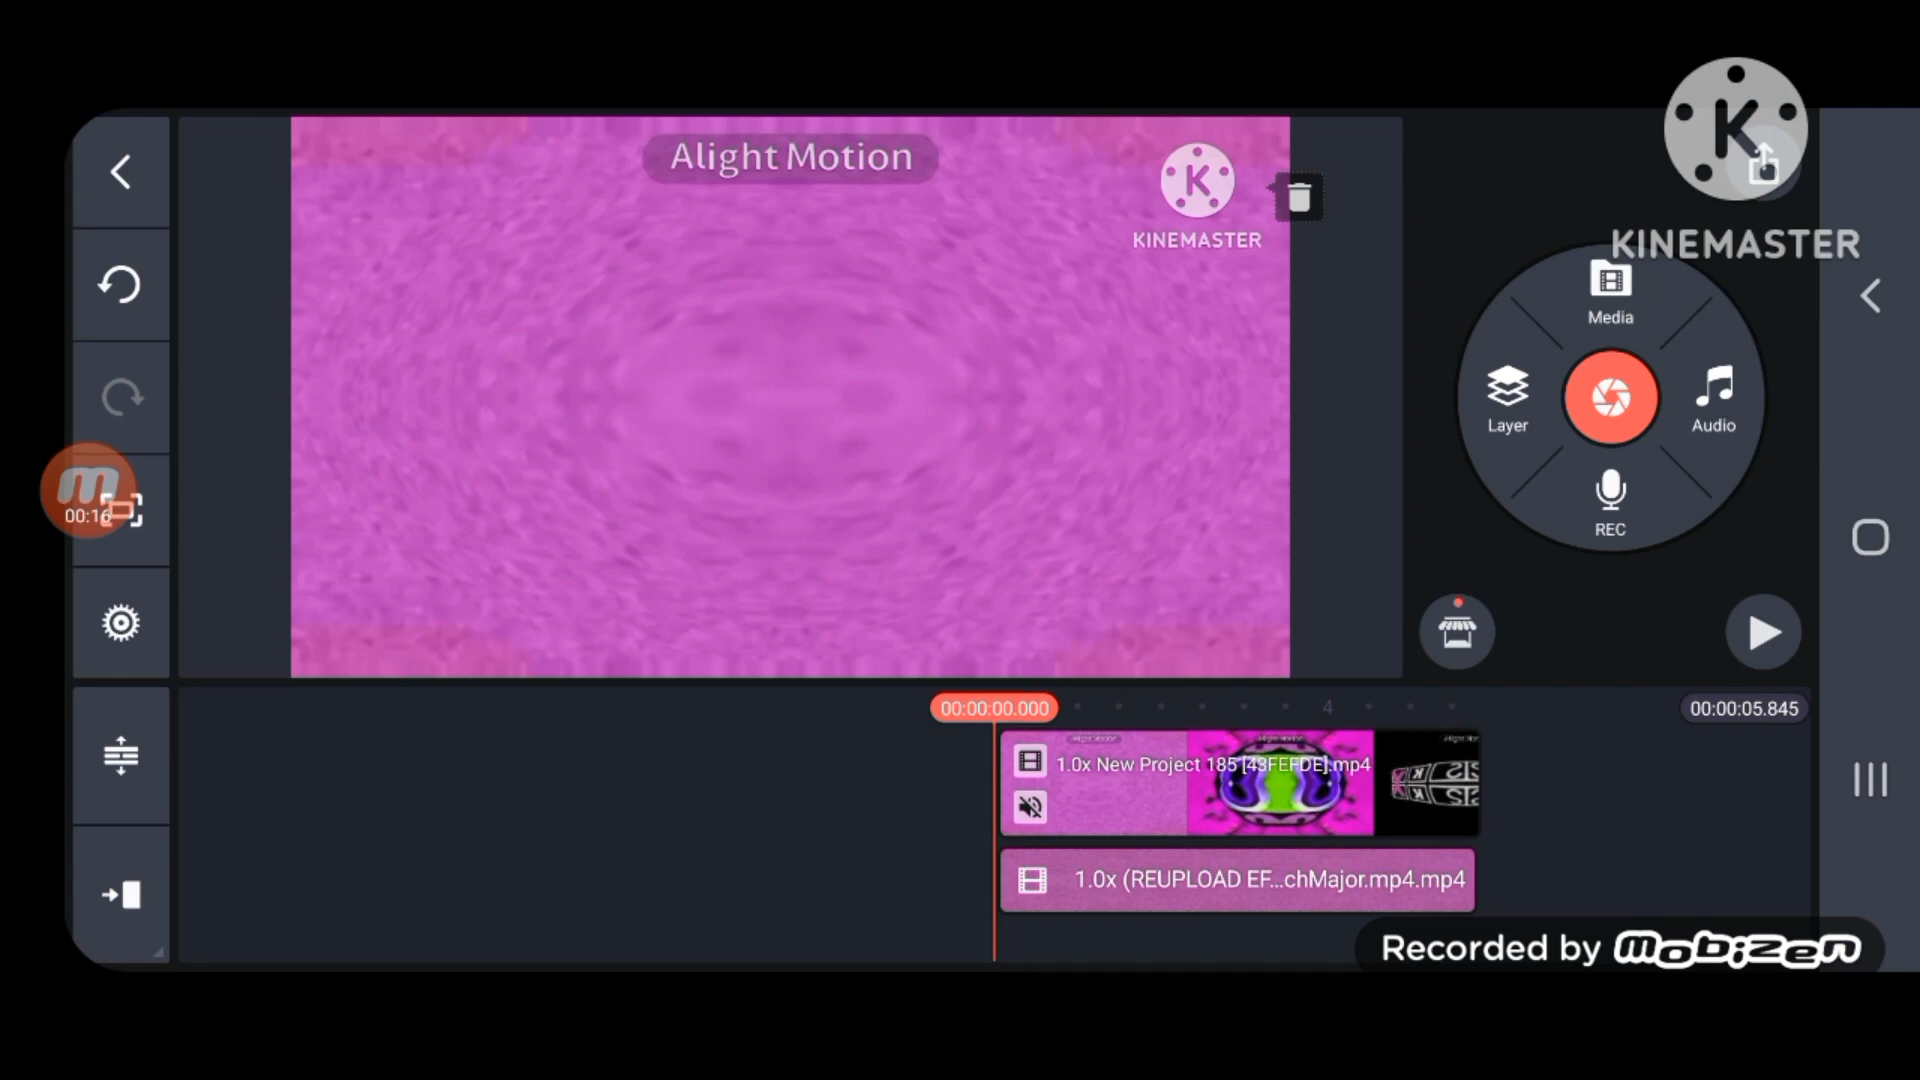 Alight Motion
K
KINEMASTER
K
KINEMASTER
Media
Layer
Audio
REC
m
00:16
00:00:00.000
4
00:00:05.845
1.0x New Project 185 [43FEFDE].mp4
1.0x (REUPLOAD EF...chMajor.mp4.mp4
Recorded by mobizen